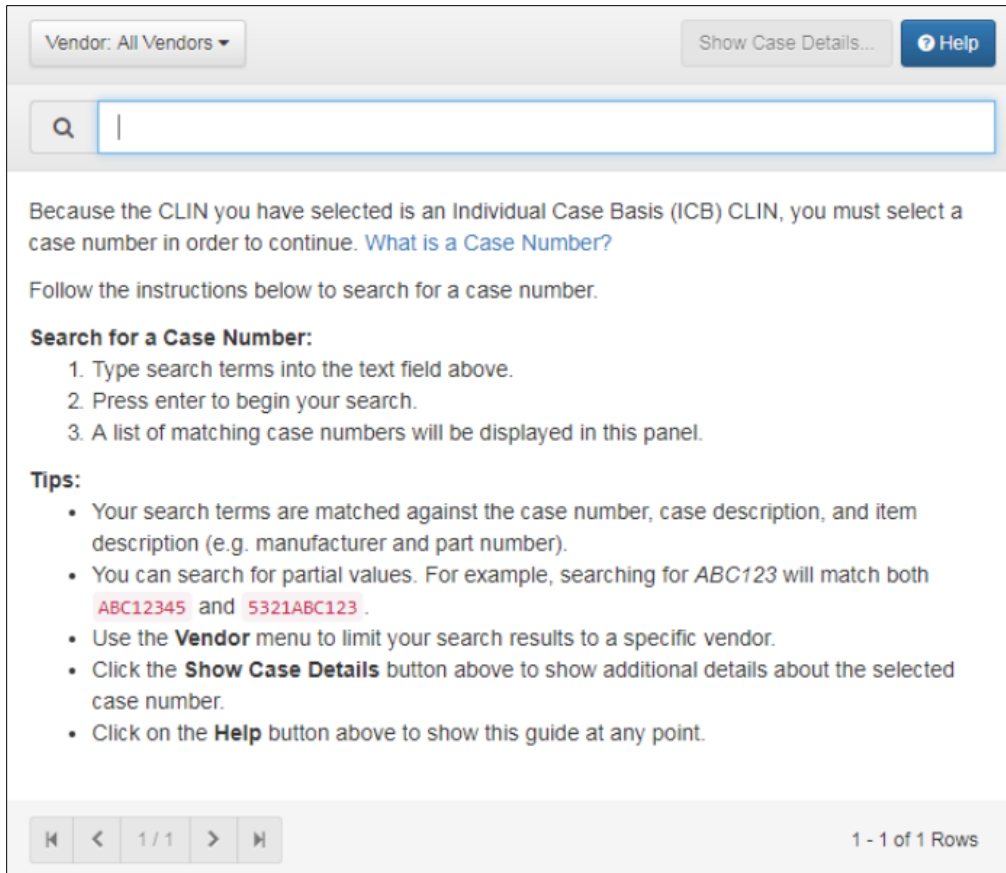 Vendor: All Vendors
Show Case Details...
Help
Because the CLIN you have selected is an Individual Case Basis (ICB) CLIN, you must select a
case number in order to continue. What is a Case Number?
Follow the instructions below to search for a case number.
Search for a Case Number:
1. Type search terms into the text field above.
2. Press enter to begin your search.
3. A list of matching case numbers will be displayed in this panel.
Tips:
• Your search terms are matched against the case number, case description, and item
description (e.g. manufacturer and part number).
• You can search for partial values. For example, searching for ABC123 will match both
ABC12345 and 5321ABC123.
• Use the Vendor menu to limit your search results to a specific vendor.
• Click the Show Case Details button above to show additional details about the selected
case number.
• Click on the Help button above to show this guide at any point.
1 / 1
1 - 1 of 1 Rows